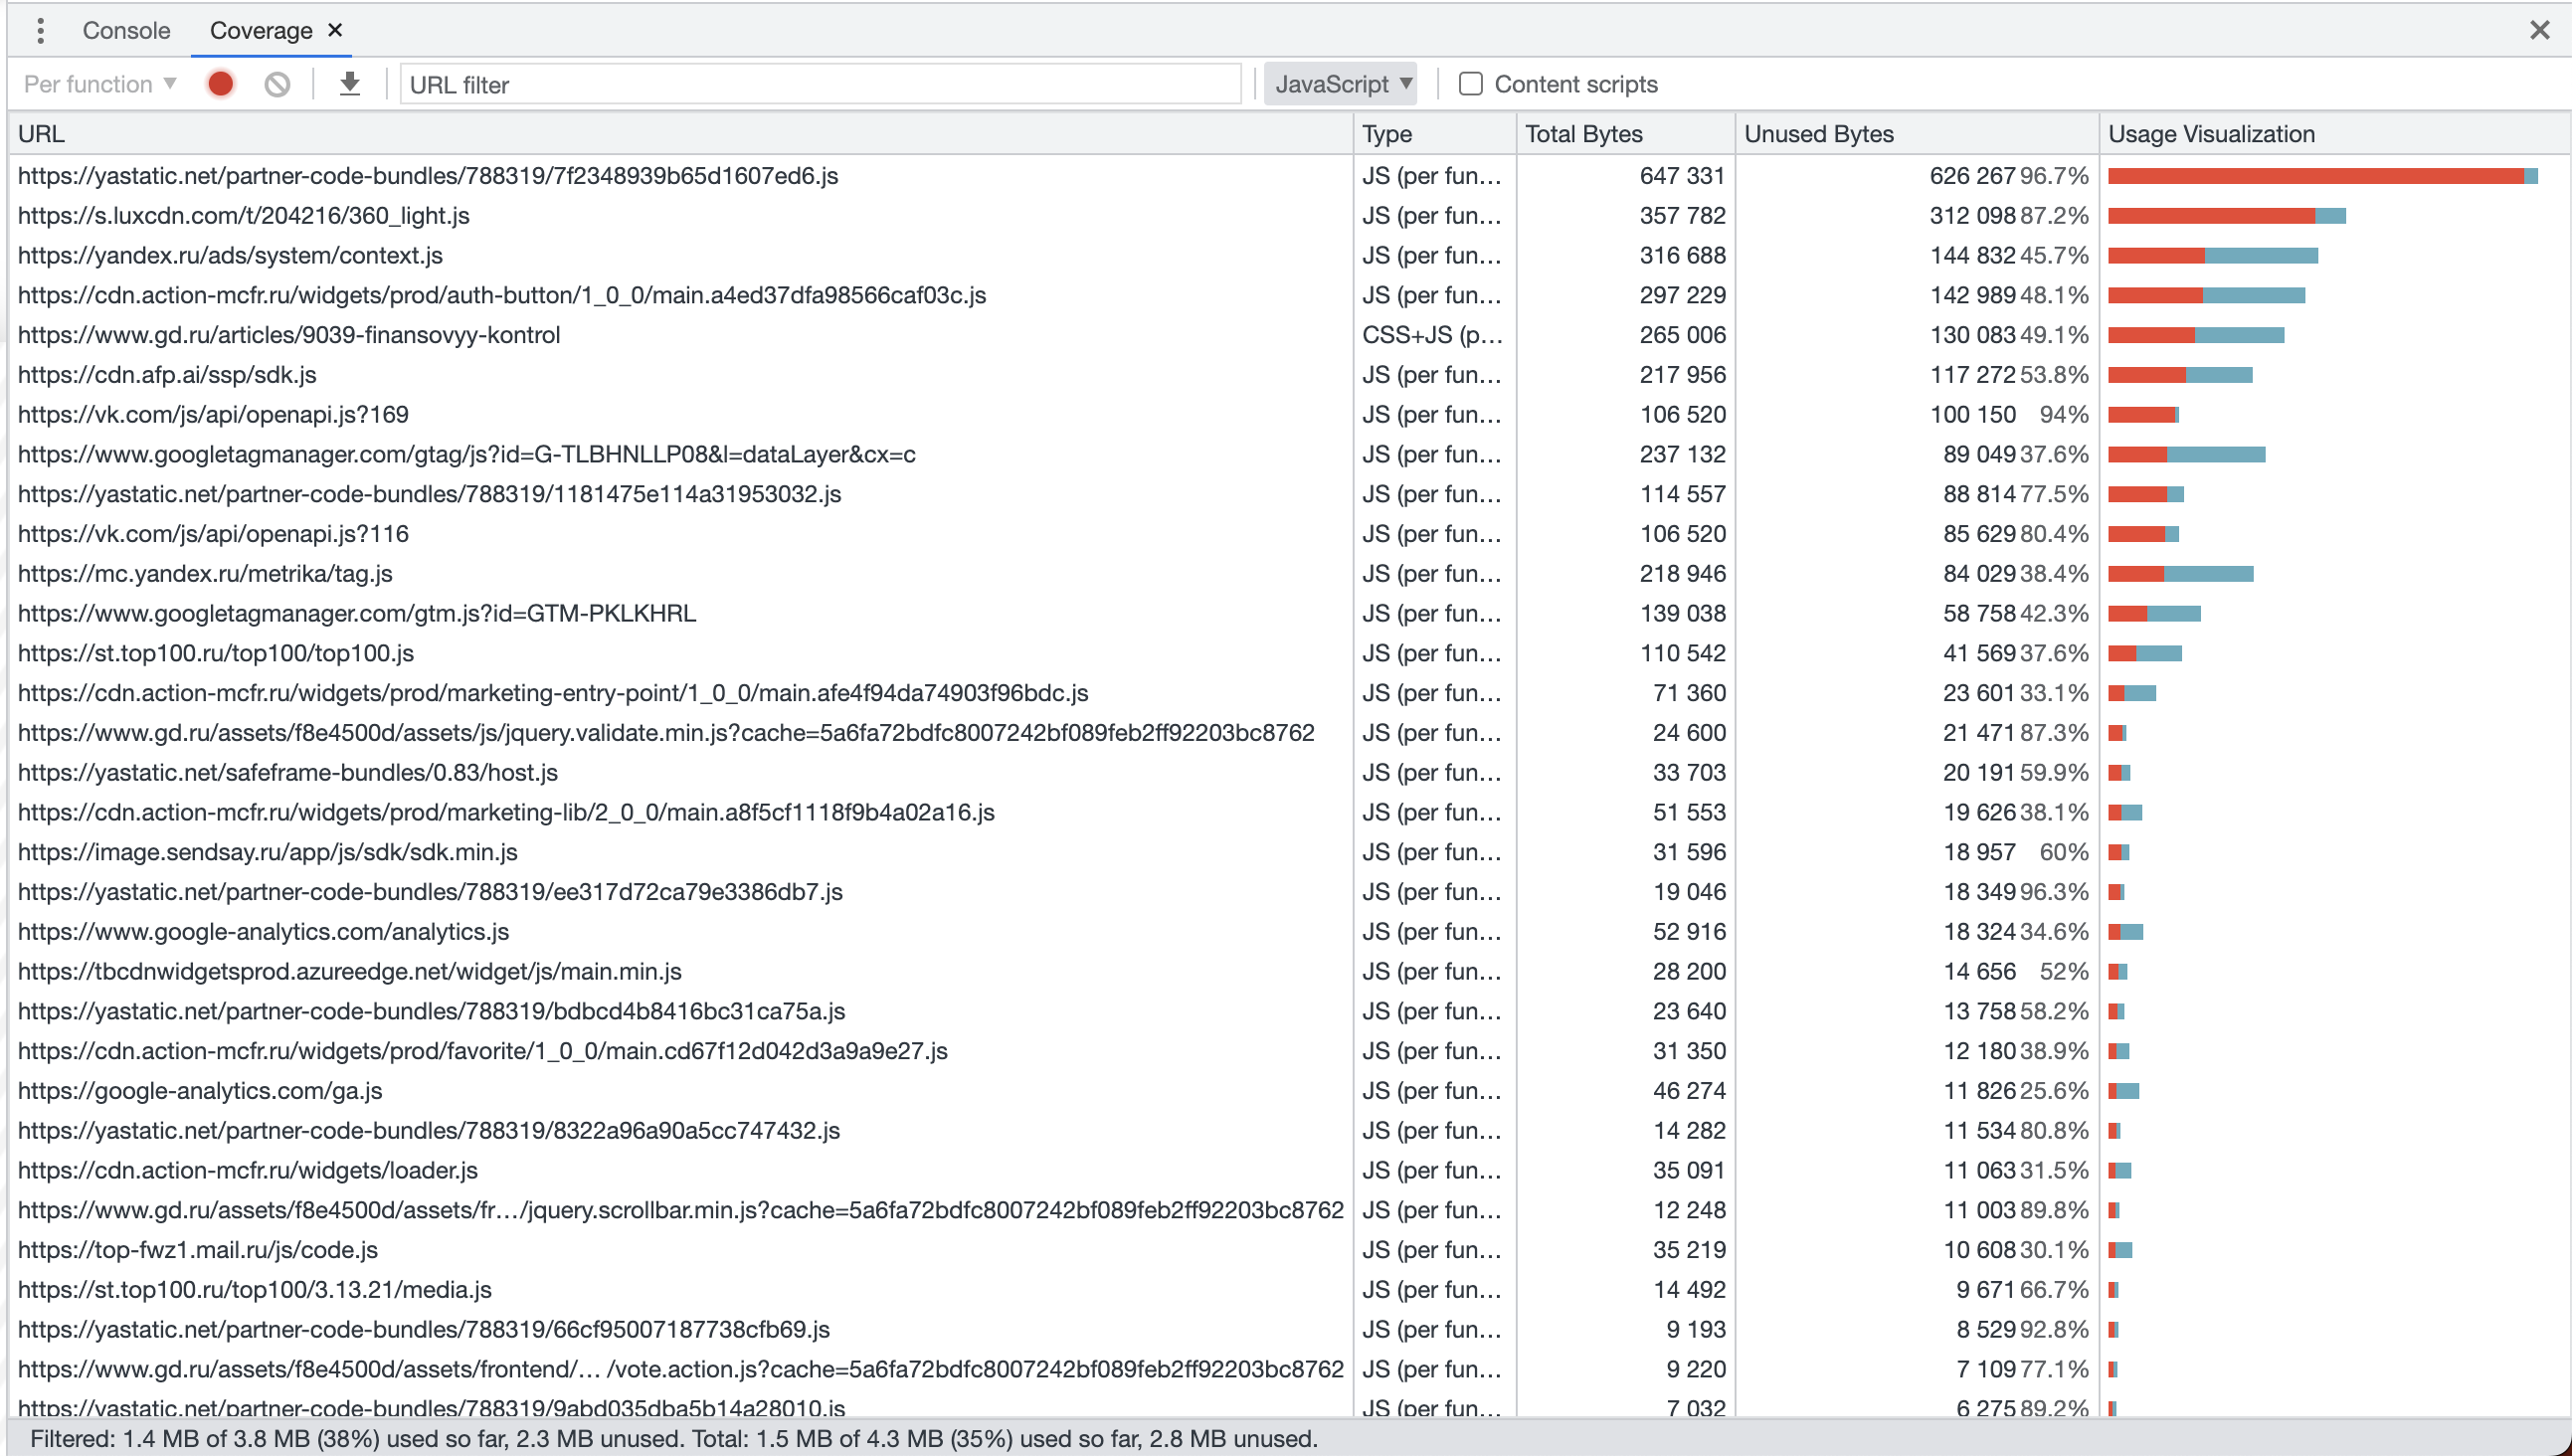 Console Coverage ×
Per function ▼ URL filter JavaScript ▼ Content scripts
URL Type Total Bytes Unused Bytes Usage Visualization
https://yastatic.net/partner-code-bundles/788319/7f2348939b65d1607ed6.js JS (per fun… 647 331 626 267 96.7%
https://s.luxcdn.com/t/204216/360_light.js JS (per fun… 357 782 312 098 87.2%
https://yandex.ru/ads/system/context.js JS (per fun… 316 688 144 832 45.7%
https://cdn.action-mcfr.ru/widgets/prod/auth-button/1_0_0/main.a4ed37dfa98566caf03c.js JS (per fun… 297 229 142 989 48.1%
https://www.gd.ru/articles/9039-finansovyy-kontrol CSS+JS (p… 265 006 130 083 49.1%
https://cdn.afp.ai/ssp/sdk.js JS (per fun… 217 956 117 272 53.8%
https://vk.com/js/api/openapi.js?169 JS (per fun… 106 520 100 150 94%
https://www.googletagmanager.com/gtag/js?id=G-TLBHNLLP08&l=dataLayer&cx=c JS (per fun… 237 132 89 049 37.6%
https://yastatic.net/partner-code-bundles/788319/1181475e114a31953032.js JS (per fun… 114 557 88 814 77.5%
https://vk.com/js/api/openapi.js?116 JS (per fun… 106 520 85 629 80.4%
https://mc.yandex.ru/metrika/tag.js JS (per fun… 218 946 84 029 38.4%
https://www.googletagmanager.com/gtm.js?id=GTM-PKLKHRL JS (per fun… 139 038 58 758 42.3%
https://st.top100.ru/top100/top100.js JS (per fun… 110 542 41 569 37.6%
https://cdn.action-mcfr.ru/widgets/prod/marketing-entry-point/1_0_0/main.afe4f94da74903f96bdc.js JS (per fun… 71 360 23 601 33.1%
https://www.gd.ru/assets/f8e4500d/assets/js/jquery.validate.min.js?cache=5a6fa72bdfc8007242bf089feb2ff92203bc8762 JS (per fun… 24 600 21 471 87.3%
https://yastatic.net/safeframe-bundles/0.83/host.js JS (per fun… 33 703 20 191 59.9%
https://cdn.action-mcfr.ru/widgets/prod/marketing-lib/2_0_0/main.a8f5cf1118f9b4a02a16.js JS (per fun… 51 553 19 626 38.1%
https://image.sendsay.ru/app/js/sdk/sdk.min.js JS (per fun… 31 596 18 957 60%
https://yastatic.net/partner-code-bundles/788319/ee317d72ca79e3386db7.js JS (per fun… 19 046 18 349 96.3%
https://www.google-analytics.com/analytics.js JS (per fun… 52 916 18 324 34.6%
https://tbcdnwidgetsprod.azureedge.net/widget/js/main.min.js JS (per fun… 28 200 14 656 52%
https://yastatic.net/partner-code-bundles/788319/bdbcd4b8416bc31ca75a.js JS (per fun… 23 640 13 758 58.2%
https://cdn.action-mcfr.ru/widgets/prod/favorite/1_0_0/main.cd67f12d042d3a9a9e27.js JS (per fun… 31 350 12 180 38.9%
https://google-analytics.com/ga.js JS (per fun… 46 274 11 826 25.6%
https://yastatic.net/partner-code-bundles/788319/8322a96a90a5cc747432.js JS (per fun… 14 282 11 534 80.8%
https://cdn.action-mcfr.ru/widgets/loader.js JS (per fun… 35 091 11 063 31.5%
https://www.gd.ru/assets/f8e4500d/assets/fr…/jquery.scrollbar.min.js?cache=5a6fa72bdfc8007242bf089feb2ff92203bc8762 JS (per fun… 12 248 11 003 89.8%
https://top-fwz1.mail.ru/js/code.js JS (per fun… 35 219 10 608 30.1%
https://st.top100.ru/top100/3.13.21/media.js JS (per fun… 14 492 9 671 66.7%
https://yastatic.net/partner-code-bundles/788319/66cf95007187738cfb69.js JS (per fun… 9 193 8 529 92.8%
https://www.gd.ru/assets/f8e4500d/assets/frontend/… /vote.action.js?cache=5a6fa72bdfc8007242bf089feb2ff92203bc8762 JS (per fun… 9 220 7 109 77.1%
https://yastatic.net/partner-code-bundles/788319/9abd035dba5b14a28010.js JS (per fun… 7 032 6 275 89.2%
Filtered: 1.4 MB of 3.8 MB (38%) used so far, 2.3 MB unused. Total: 1.5 MB of 4.3 MB (35%) used so far, 2.8 MB unused.